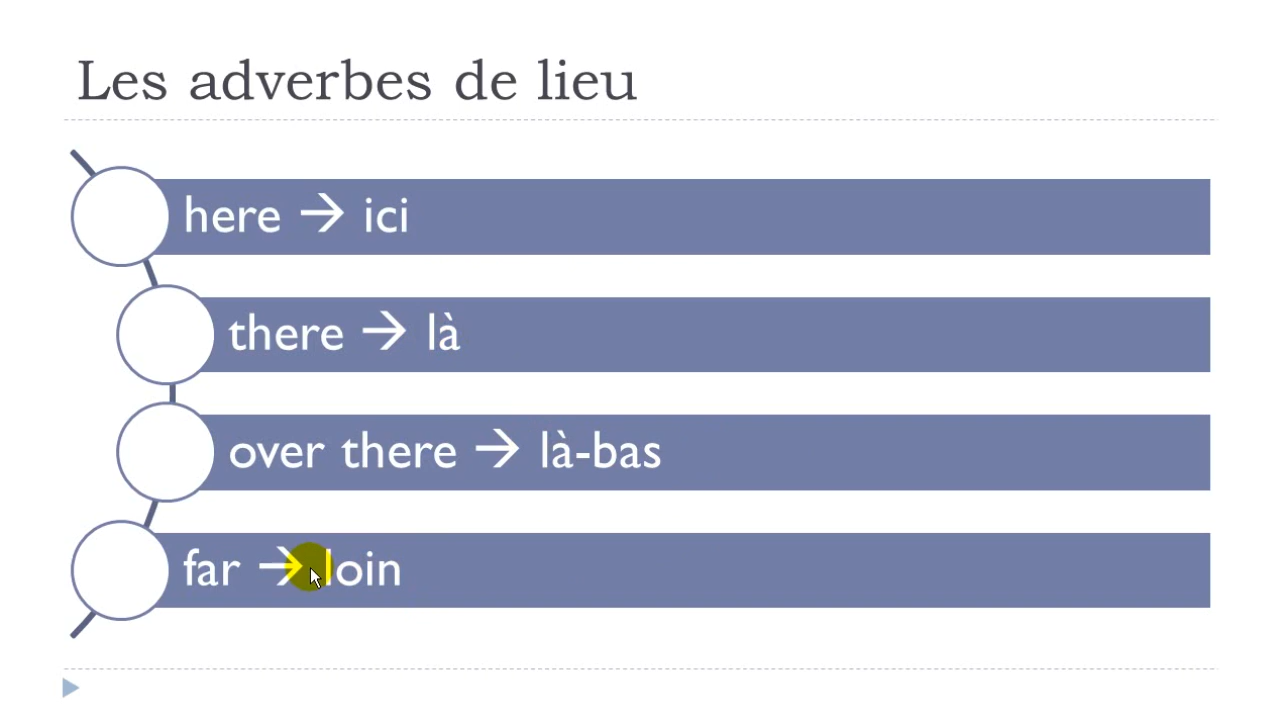 Les adverbes de lieu
here → ici
there → là
over there → là-bas
far → loin